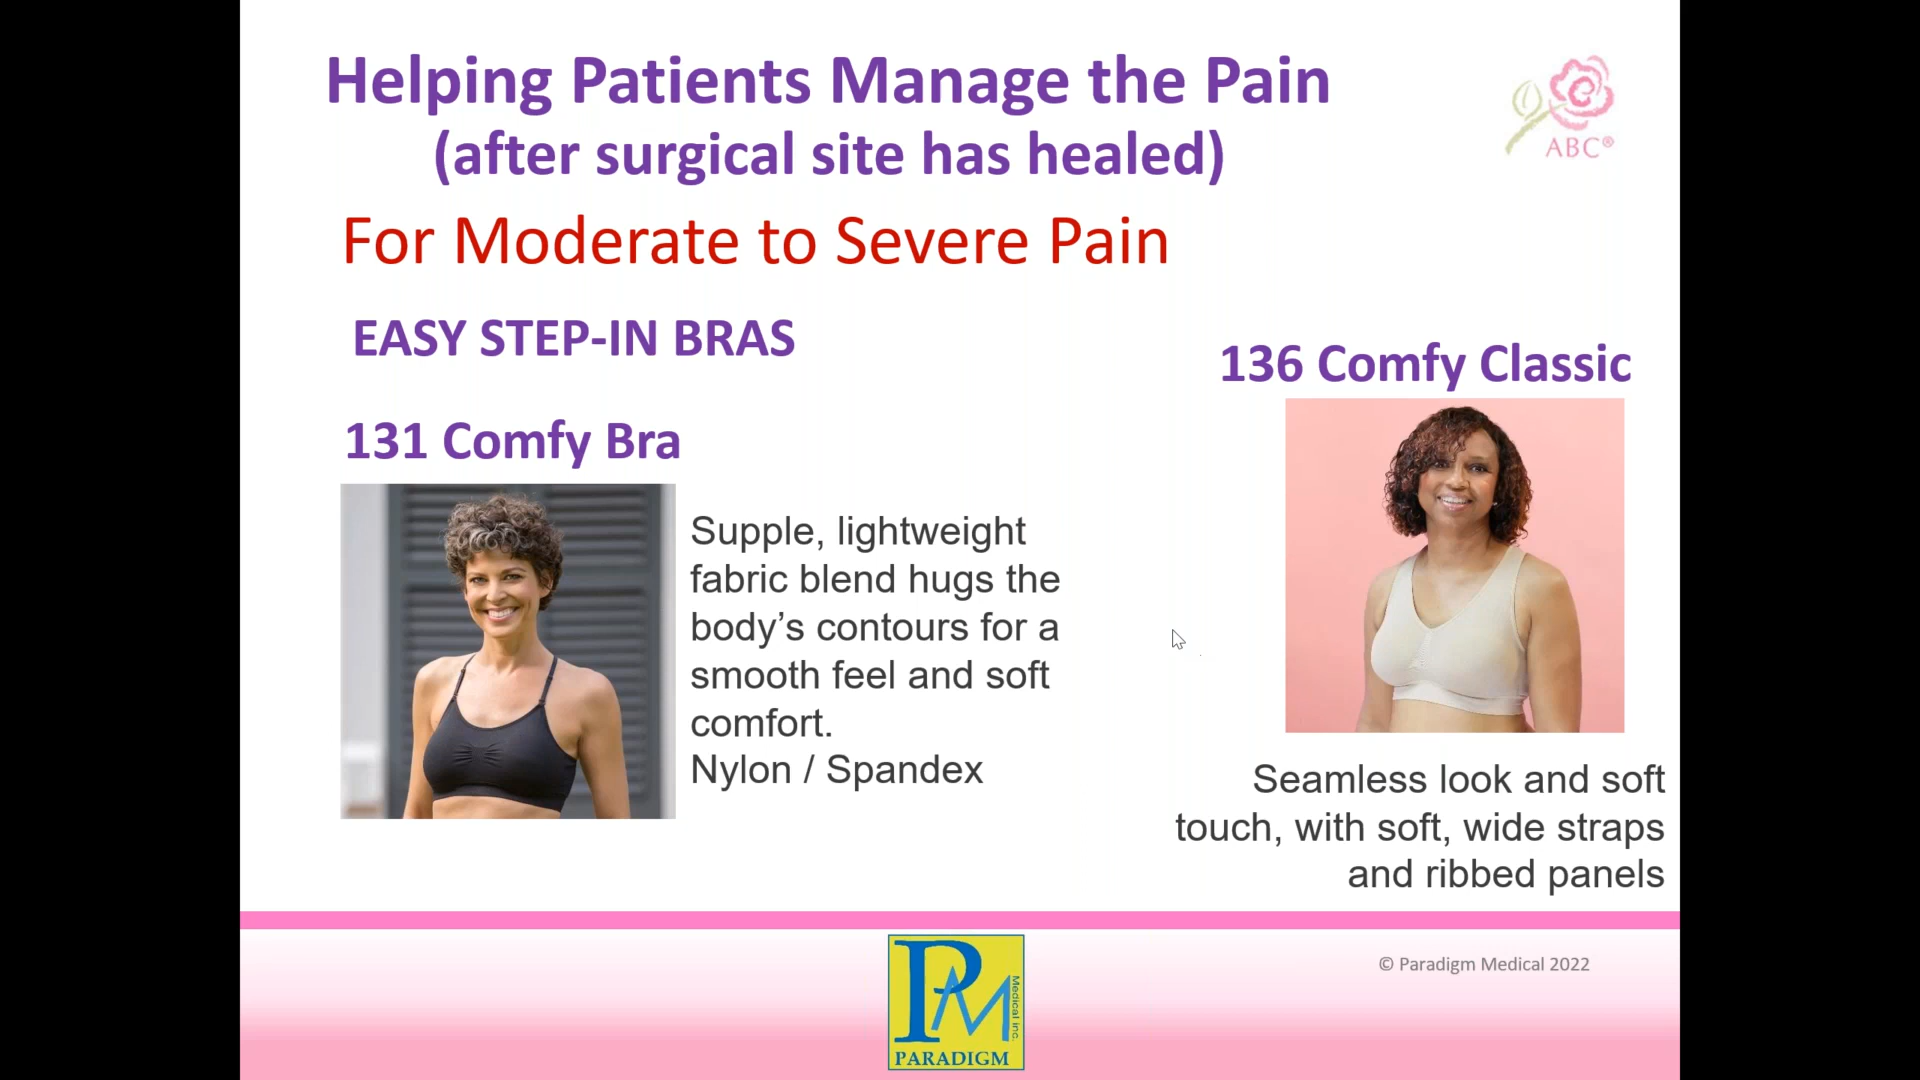 Helping Patients Manage the Pain
(after surgical site has healed)
ABC®
For Moderate to Severe Pain
EASY STEP-IN BRAS
131 Comfy Bra
Supple, lightweight
fabric blend hugs the
body’s contours for a
smooth feel and soft
comfort.
Nylon / Spandex
136 Comfy Classic
Seamless look and soft
touch, with soft, wide straps
and ribbed panels
PM
Medical inc.
PARADIGM
© Paradigm Medical 2022